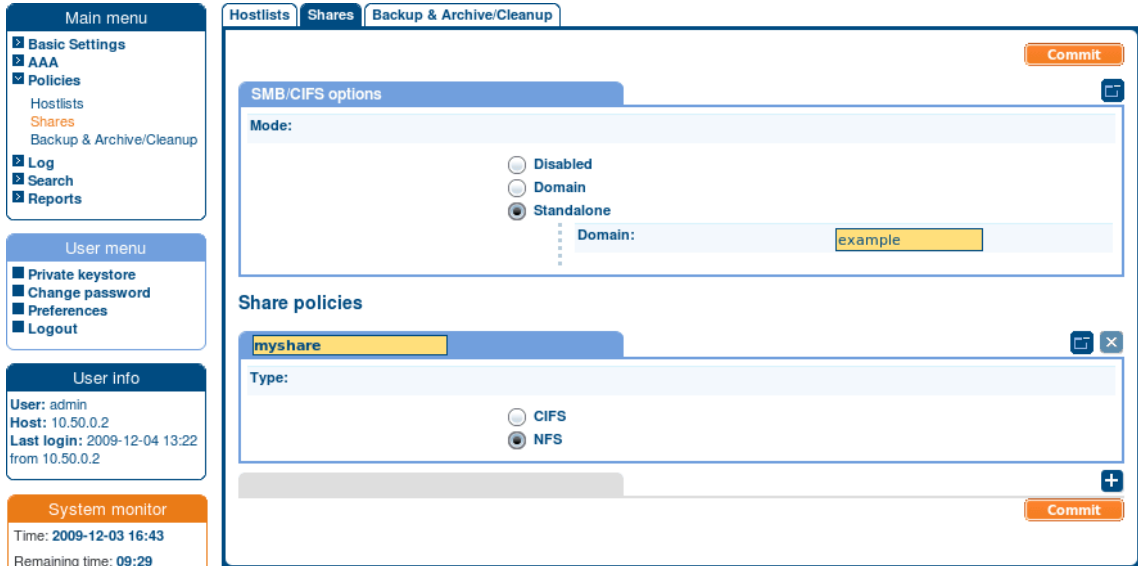 Main menu
Basic Settings
AAA
Policies
Hostlists
Shares
Backup & Archive/Cleanup
Log
Search
Reports
User menu
Private keystore
Change password
Preferences
Logout
User info
User: admin
Host: 10.50.0.2
Last login: 2009-12-04 13:22
from 10.50.0.2
System monitor
Time: 2009-12-03 16:43
Remaining time: 09:29
Hostlists Shares Backup & Archive/Cleanup
Commit
SMB/CIFS options
Mode:
Disabled
Domain
Standalone
Domain: example
Share policies
myshare
Type:
CIFS
NFS
Commit